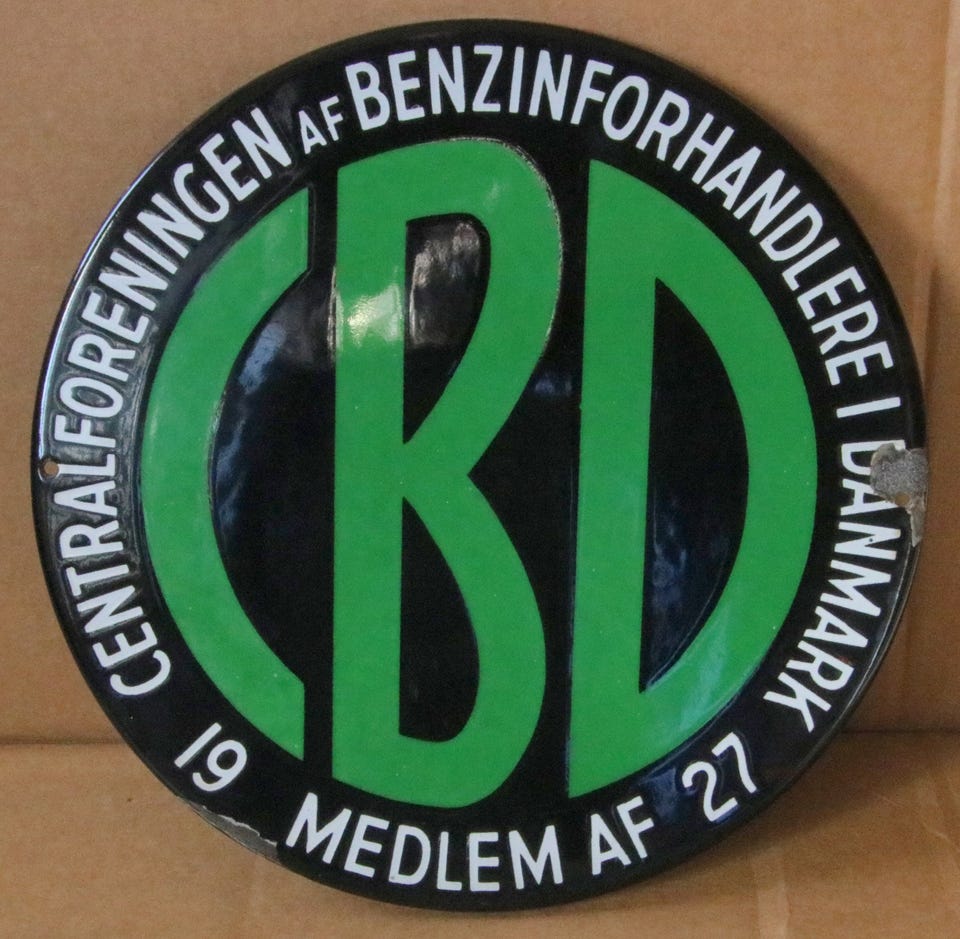 CENTRALFORENINGEN AF BENZINFORHANDLERE I DANMARK
CBD
19 MEDLEM AF 27